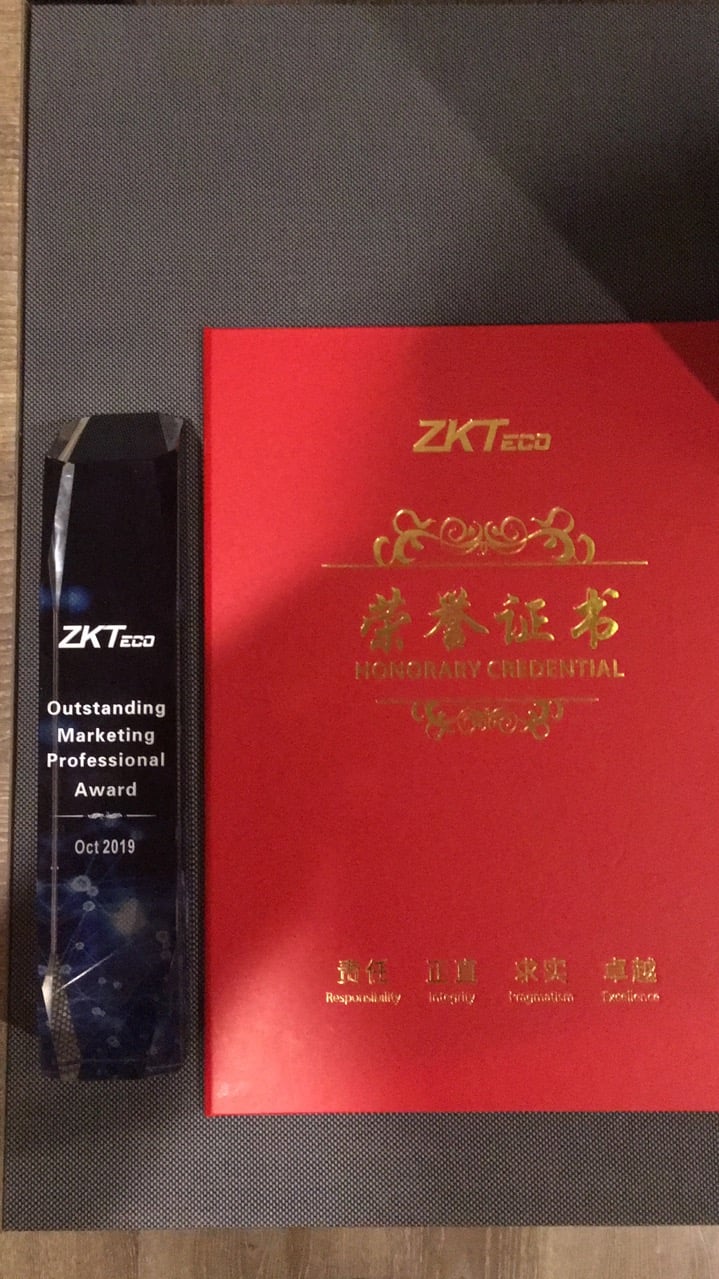 ZKTECO
Outstanding
Marketing
Professional
Award
Oct 2019
ZKTECO
荣誉证书
HONORARY CREDENTIAL
责任 正直 求实 卓越
Responsibility Integrity Pragmatism Excellence